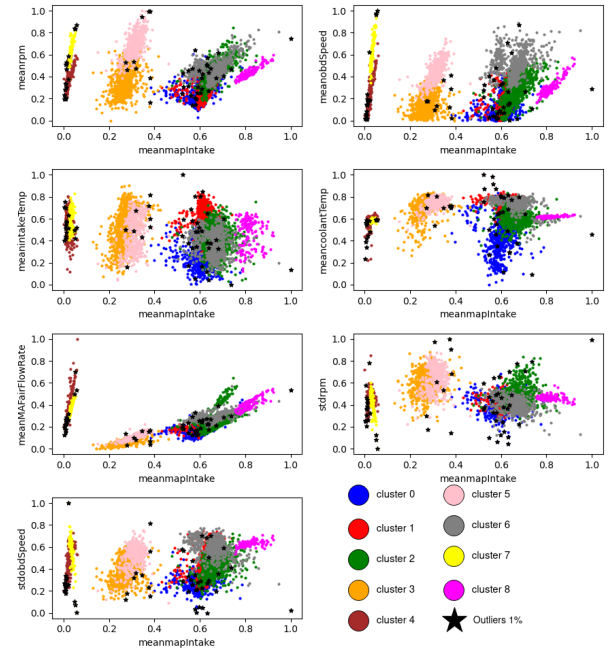 meanrpm
1.0
0.8
0.6
0.4
0.2
0.0
0.0 0.2 0.4 0.6 0.8 1.0
meanmapIntake
meanobdSpeed
1.0
0.8
0.6
0.4
0.2
0.0
0.0 0.2 0.4 0.6 0.8 1.0
meanmapIntake
meanintakeTemp
1.0
0.8
0.6
0.4
0.2
0.0
0.0 0.2 0.4 0.6 0.8 1.0
meanmapIntake
meancoolantTemp
1.0
0.8
0.6
0.4
0.2
0.0
0.0 0.2 0.4 0.6 0.8 1.0
meanmapIntake
meanMAFairFlowRate
1.0
0.8
0.6
0.4
0.2
0.0
0.0 0.2 0.4 0.6 0.8 1.0
meanmapIntake
stdrpm
1.0
0.8
0.6
0.4
0.2
0.0
0.0 0.2 0.4 0.6 0.8 1.0
meanmapIntake
stdobdSpeed
1.0
0.8
0.6
0.4
0.2
0.0
0.0 0.2 0.4 0.6 0.8 1.0
meanmapIntake
cluster 0
cluster 1
cluster 2
cluster 3
cluster 4
cluster 5
cluster 6
cluster 7
cluster 8
Outliers 1%